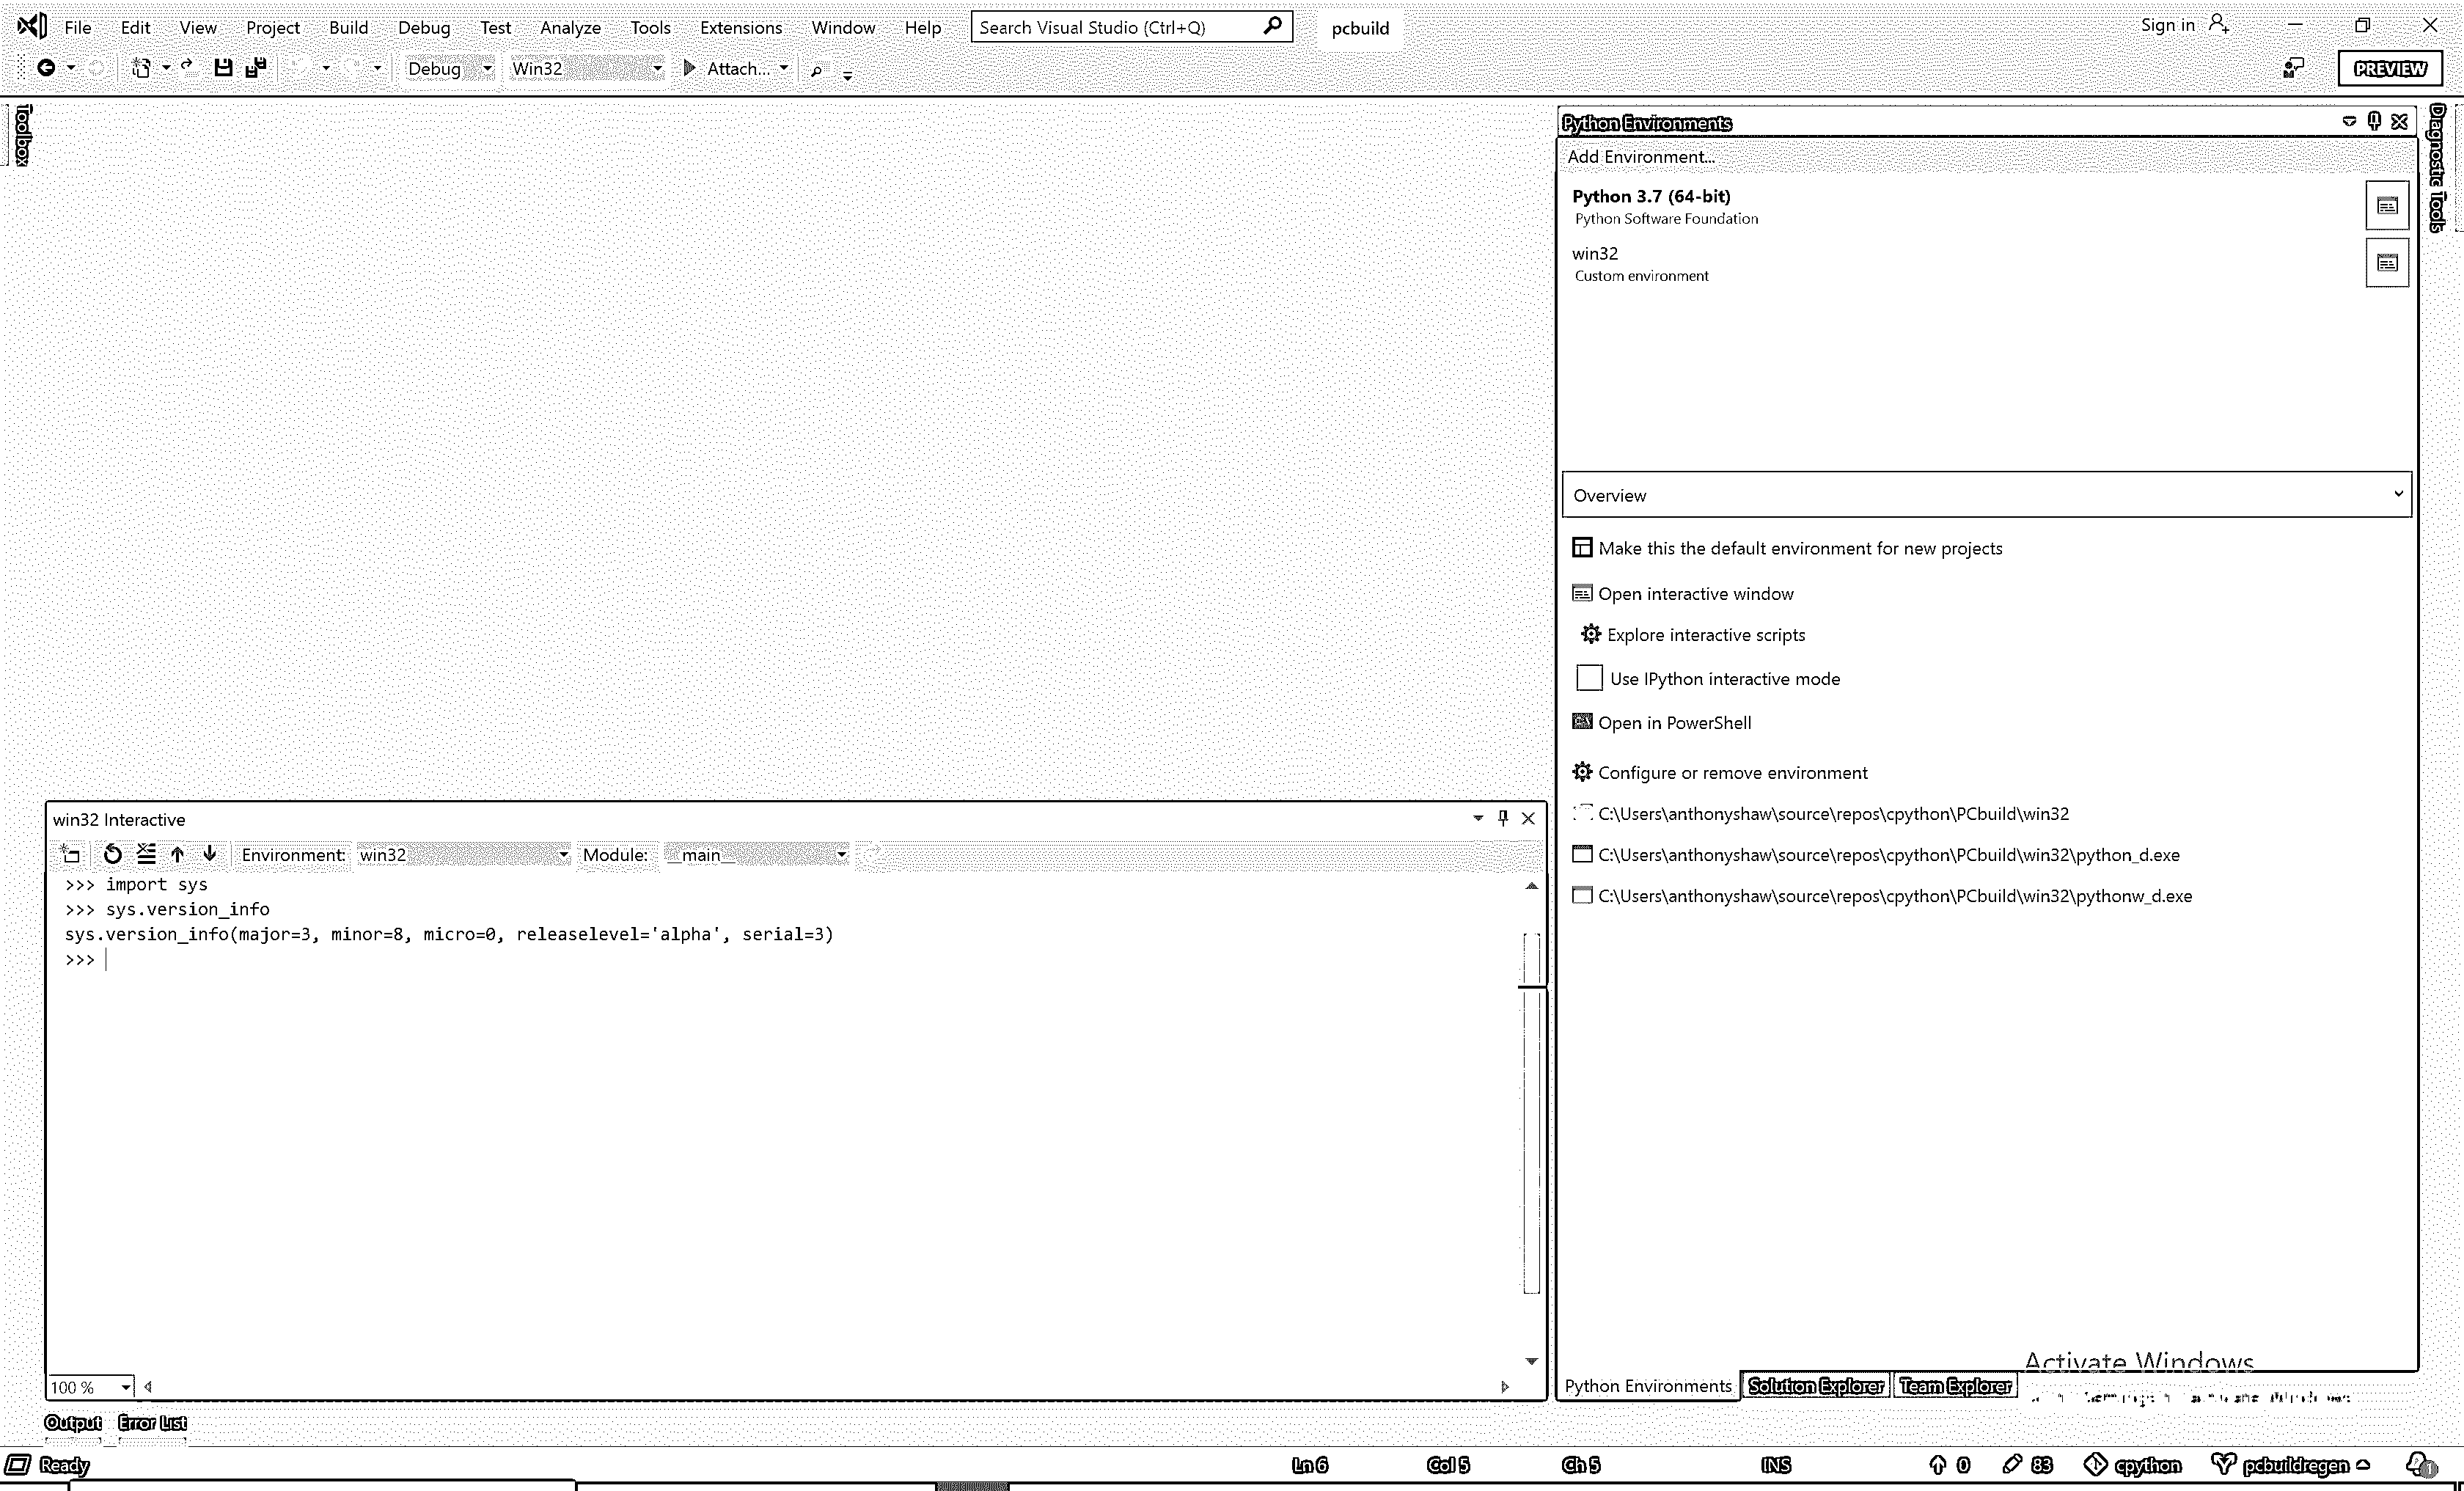 File Edit View Project Build Debug Test Analyze Tools Extensions Window Help Search Visual Studio (Ctrl+Q) pcbuild Sign in
Debug Win32 Attach... PREVIEW
Toolbox
Diagnostic Tools
Python Environments
Add Environment...
Python 3.7 (64-bit)
Python Software Foundation
win32
Custom environment
Overview
Make this the default environment for new projects
Open interactive window
Explore interactive scripts
Use IPython interactive mode
Open in PowerShell
Configure or remove environment
C:\Users\anthonyshaw\source\repos\cpython\PCbuild\win32
C:\Users\anthonyshaw\source\repos\cpython\PCbuild\win32\python_d.exe
C:\Users\anthonyshaw\source\repos\cpython\PCbuild\win32\pythonw_d.exe
win32 Interactive
Environment: win32 Module: __main__
>>> import sys
>>> sys.version_info
sys.version_info(major=3, minor=8, micro=0, releaselevel='alpha', serial=3)
>>>
100 %
Activate Windows
Python Environments Solution Explorer Team Explorer
Output Error List
Ready Ln 6 Col 5 Ch 5 INS 0 83 cpython pcbuildregen 1